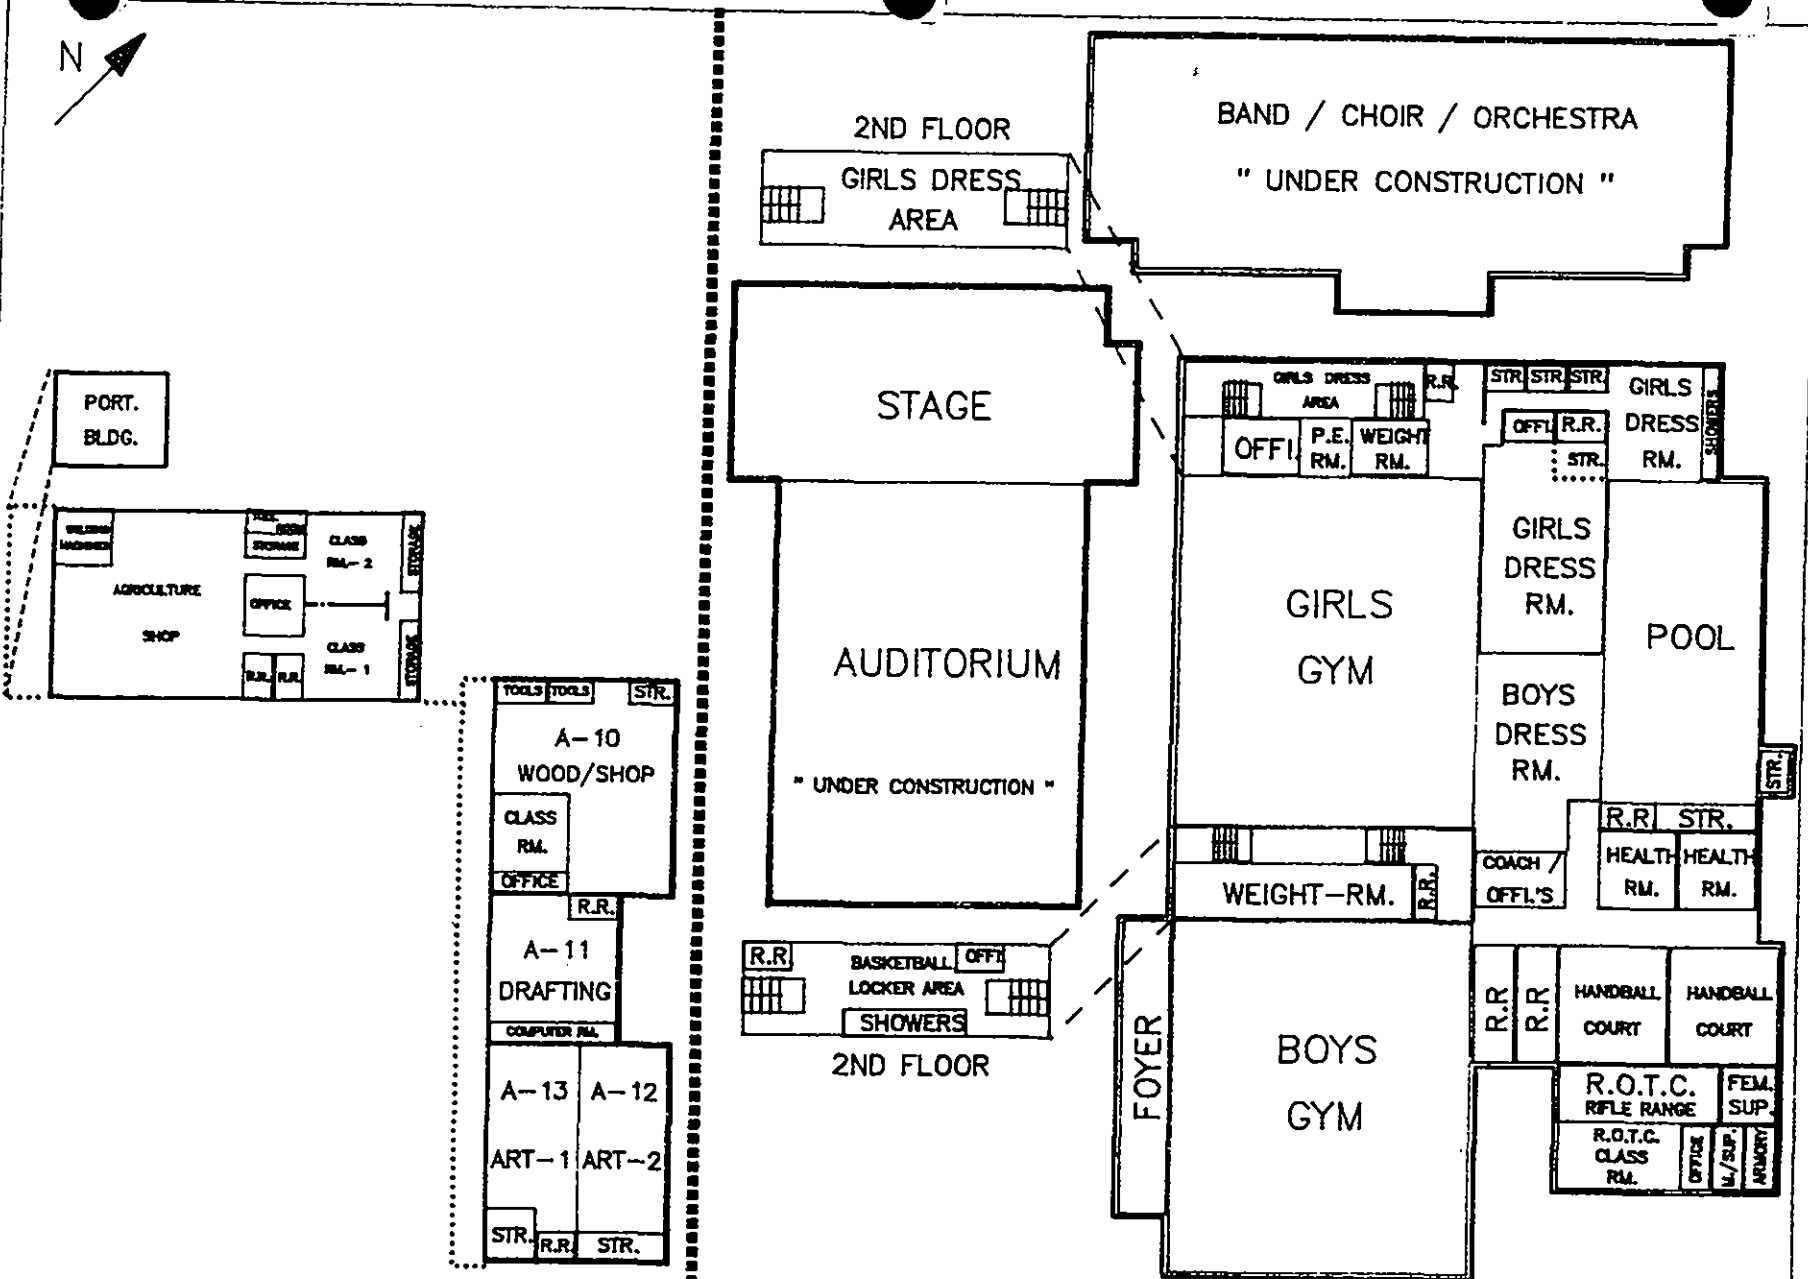 N
BAND / CHOIR / ORCHESTRA
" UNDER CONSTRUCTION "
2ND FLOOR
GIRLS DRESS
AREA
STAGE
AUDITORIUM
" UNDER CONSTRUCTION "
PORT.
BLDG.
WELDING
MACHINES
AGRICULTURE
SHOP
TOOL
ROOM
STORAGE
OFFICE
R.R.
R.R.
CLASS
RM.-2
CLASS
RM.-1
STORAGE
STORAGE
TOOLS
TOOLS
STR.
A-10
WOOD/SHOP
CLASS
RM.
OFFICE
R.R.
A-11
DRAFTING
COMPUTER RM.
A-13
ART-1
A-12
ART-2
STR.
R.R.
STR.
GIRLS DRESS
AREA
R.R.
OFFI.
P.E.
RM.
WEIGHT
RM.
STR.
STR.
STR.
GIRLS
DRESS
RM.
SHOWERS
OFFI.
R.R.
STR.
GIRLS
DRESS
RM.
GIRLS
GYM
POOL
BOYS
DRESS
RM.
STR.
R.R.
STR.
COACH /
OFFI.'S
HEALTH
RM.
HEALTH
RM.
WEIGHT-RM.
R.R.
R.R
BASKETBALL
LOCKER AREA
OFFI.
SHOWERS
2ND FLOOR
FOYER
BOYS
GYM
R.R
R.R
HANDBALL
COURT
HANDBALL
COURT
R.O.T.C.
RIFLE RANGE
FEM.
SUP.
R.O.T.C.
CLASS
RM.
OFFICE
M./SUP.
ARMORY